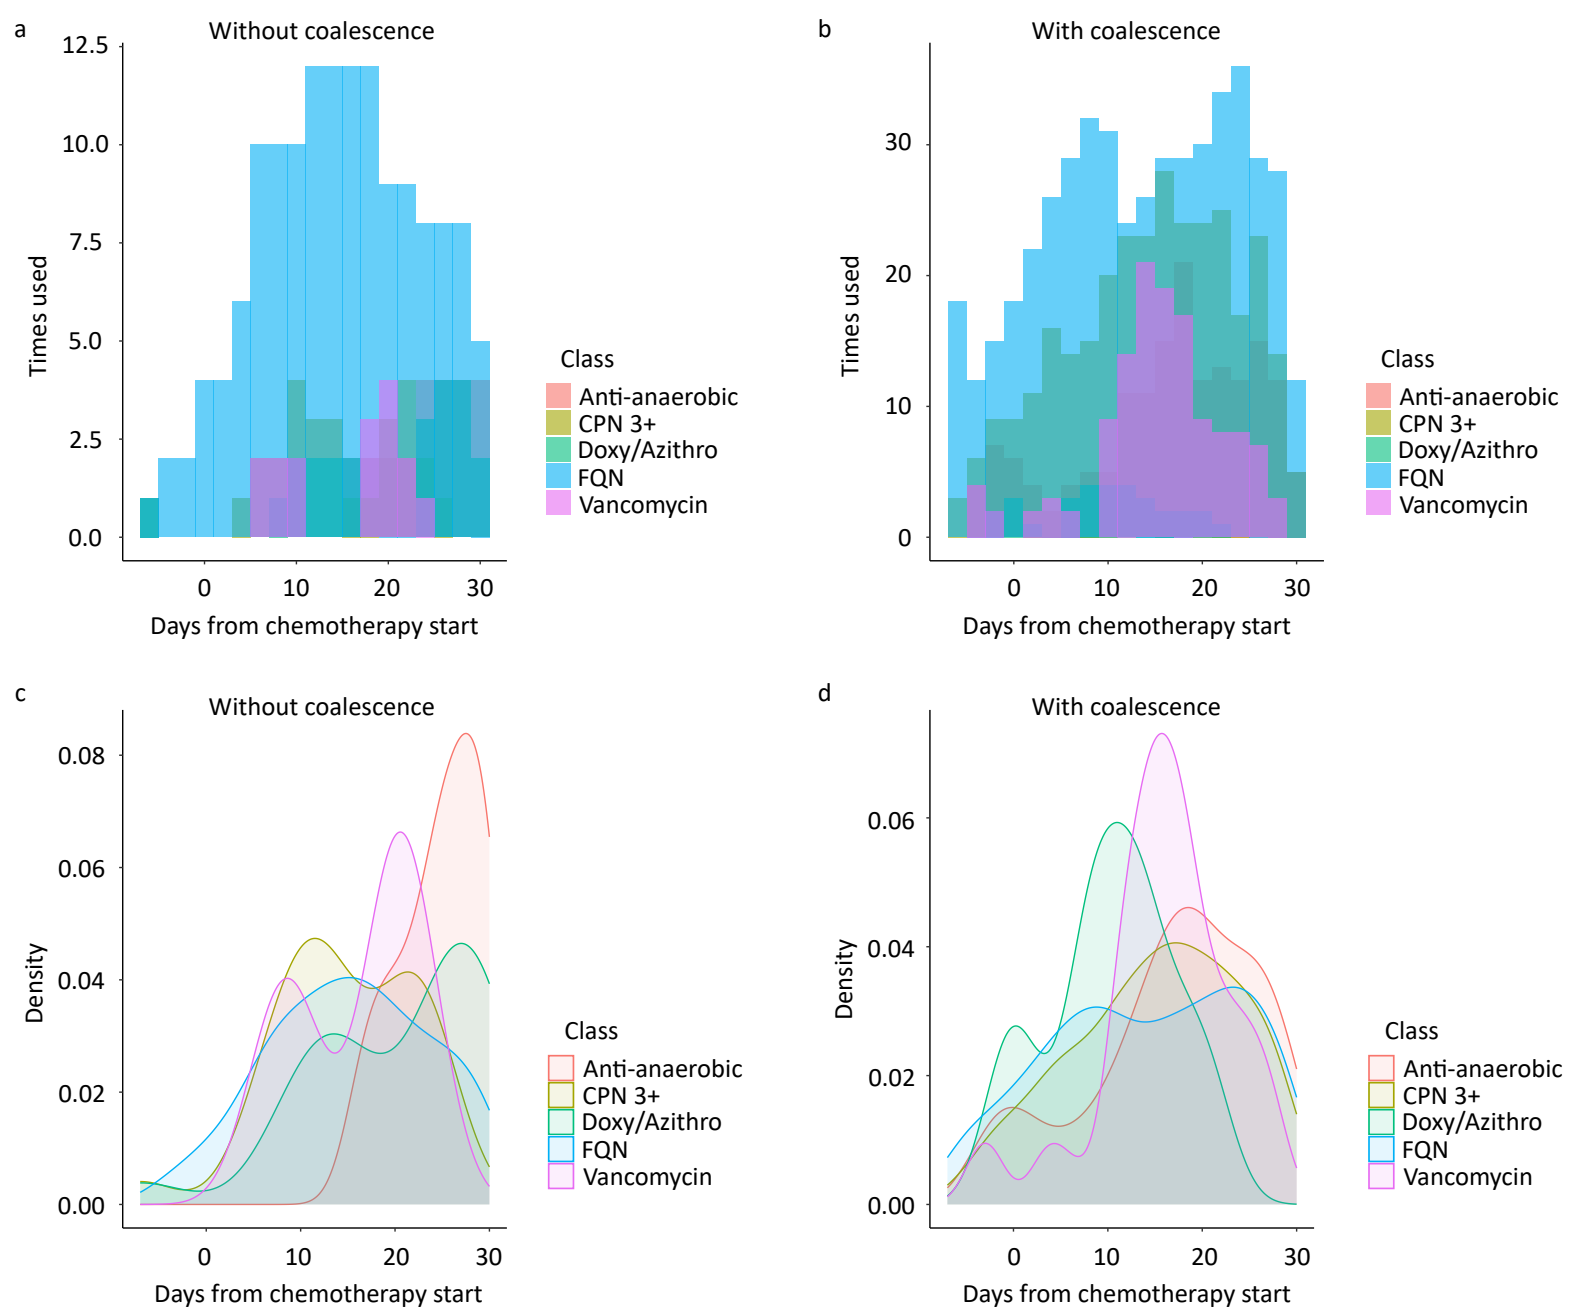 a
Without coalescence
12.5
10.0
7.5
5.0
2.5
0.0
Times used
0 10 20 30
Days from chemotherapy start
Class
Anti-anaerobic
CPN 3+
Doxy/Azithro
FQN
Vancomycin
b
With coalescence
30
20
10
0
Times used
0 10 20 30
Days from chemotherapy start
Class
Anti-anaerobic
CPN 3+
Doxy/Azithro
FQN
Vancomycin
c
Without coalescence
0.08
0.06
0.04
0.02
0.00
Density
0 10 20 30
Days from chemotherapy start
Class
Anti-anaerobic
CPN 3+
Doxy/Azithro
FQN
Vancomycin
d
With coalescence
0.06
0.04
0.02
0.00
Density
0 10 20 30
Days from chemotherapy start
Class
Anti-anaerobic
CPN 3+
Doxy/Azithro
FQN
Vancomycin